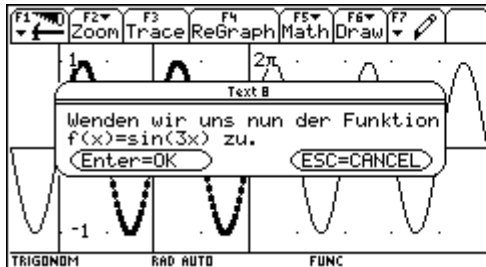 F1 F2 F3 F4 F5 F6 F7
Zoom Trace ReGraph Math Draw
1 2π
Text 8
Wenden wir uns nun der Funktion
f(x)=sin(3x) zu.
Enter=OK ESC=CANCEL
-1
TRIGONOM RAD AUTO FUNC